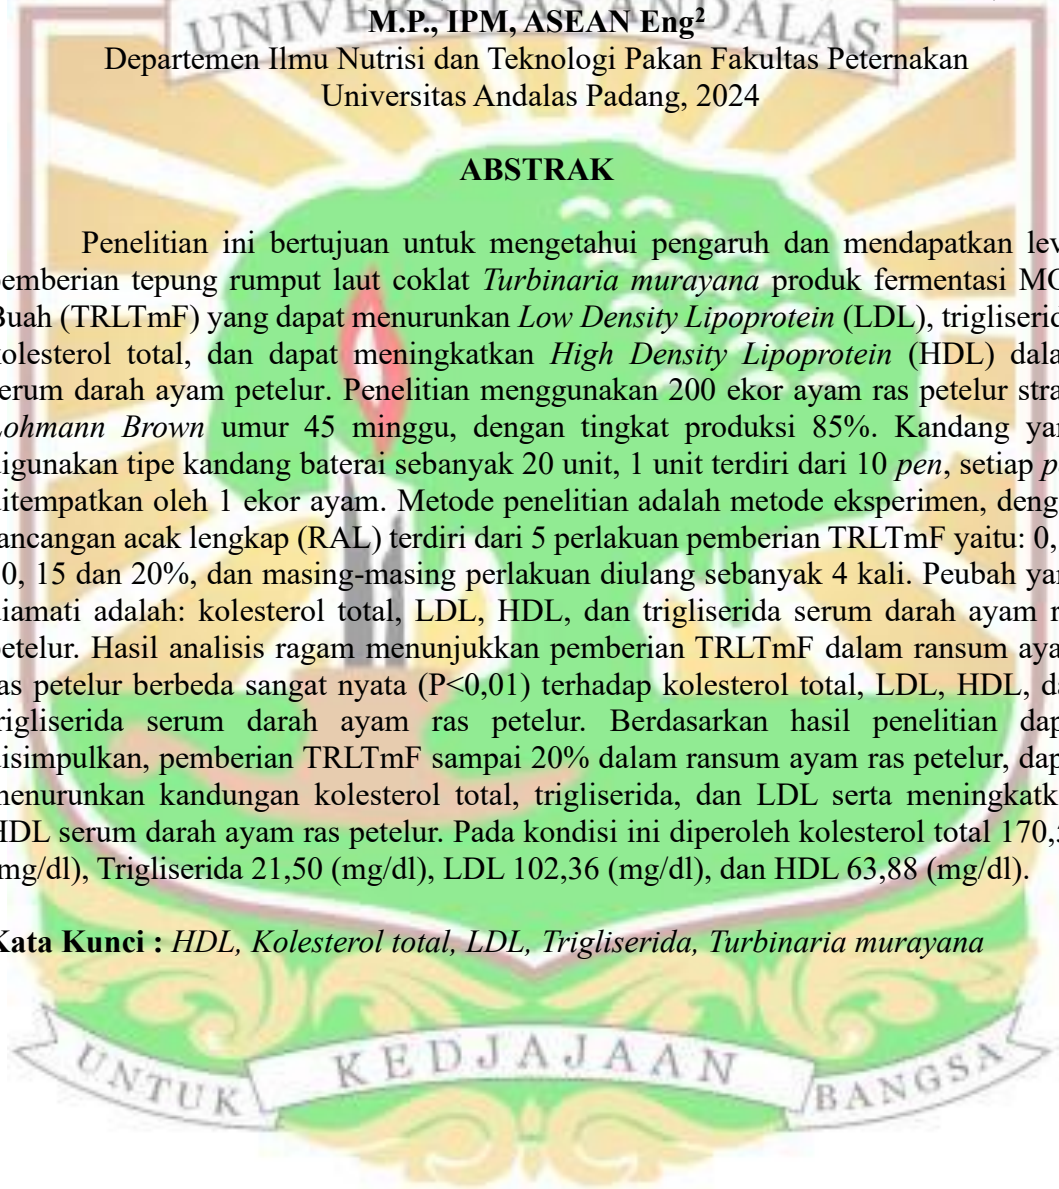 UNIVERSITAS ANDALAS
M.P., IPM, ASEAN Eng²
Departemen Ilmu Nutrisi dan Teknologi Pakan Fakultas Peternakan
Universitas Andalas Padang, 2024
ABSTRAK
Penelitian ini bertujuan untuk mengetahui pengaruh dan mendapatkan lev
pemberian tepung rumput laut coklat Turbinaria murayana produk fermentasi MO
Buah (TRLTmF) yang dapat menurunkan Low Density Lipoprotein (LDL), trigliserid
kolesterol total, dan dapat meningkatkan High Density Lipoprotein (HDL) dala
serum darah ayam petelur. Penelitian menggunakan 200 ekor ayam ras petelur stra
Lohmann Brown umur 45 minggu, dengan tingkat produksi 85%. Kandang yan
digunakan tipe kandang baterai sebanyak 20 unit, 1 unit terdiri dari 10 pen, setiap p
ditempatkan oleh 1 ekor ayam. Metode penelitian adalah metode eksperimen, deng
rancangan acak lengkap (RAL) terdiri dari 5 perlakuan pemberian TRLTmF yaitu: 0,
0, 15 dan 20%, dan masing-masing perlakuan diulang sebanyak 4 kali. Peubah yan
diamati adalah: kolesterol total, LDL, HDL, dan trigliserida serum darah ayam r
petelur. Hasil analisis ragam menunjukkan pemberian TRLTmF dalam ransum aya
ras petelur berbeda sangat nyata (P<0,01) terhadap kolesterol total, LDL, HDL, da
trigliserida serum darah ayam ras petelur. Berdasarkan hasil penelitian dap
disimpulkan, pemberian TRLTmF sampai 20% dalam ransum ayam ras petelur, dap
menurunkan kandungan kolesterol total, trigliserida, dan LDL serta meningkatk
HDL serum darah ayam ras petelur. Pada kondisi ini diperoleh kolesterol total 170,
mg/dl), Trigliserida 21,50 (mg/dl), LDL 102,36 (mg/dl), dan HDL 63,88 (mg/dl).
Kata Kunci : HDL, Kolesterol total, LDL, Trigliserida, Turbinaria murayana
UNTUK KEDJAJAAN BANGSA